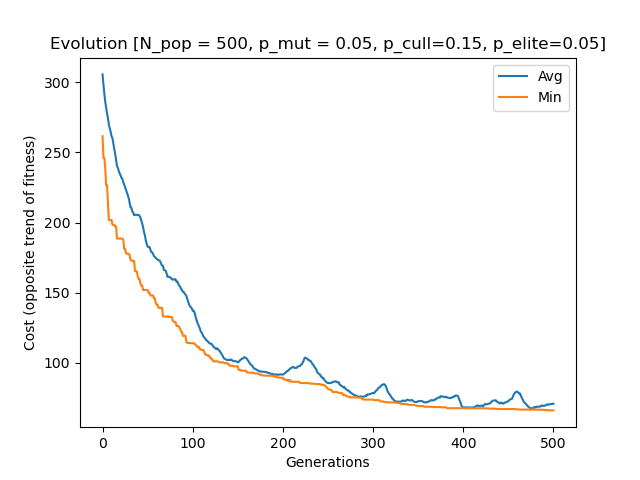 Evolution [N_pop = 500, p_mut = 0.05, p_cull=0.15, p_elite=0.05]
Avg
Min
Cost (opposite trend of fitness)
300
250
200
150
100
0 100 200 300 400 500
Generations